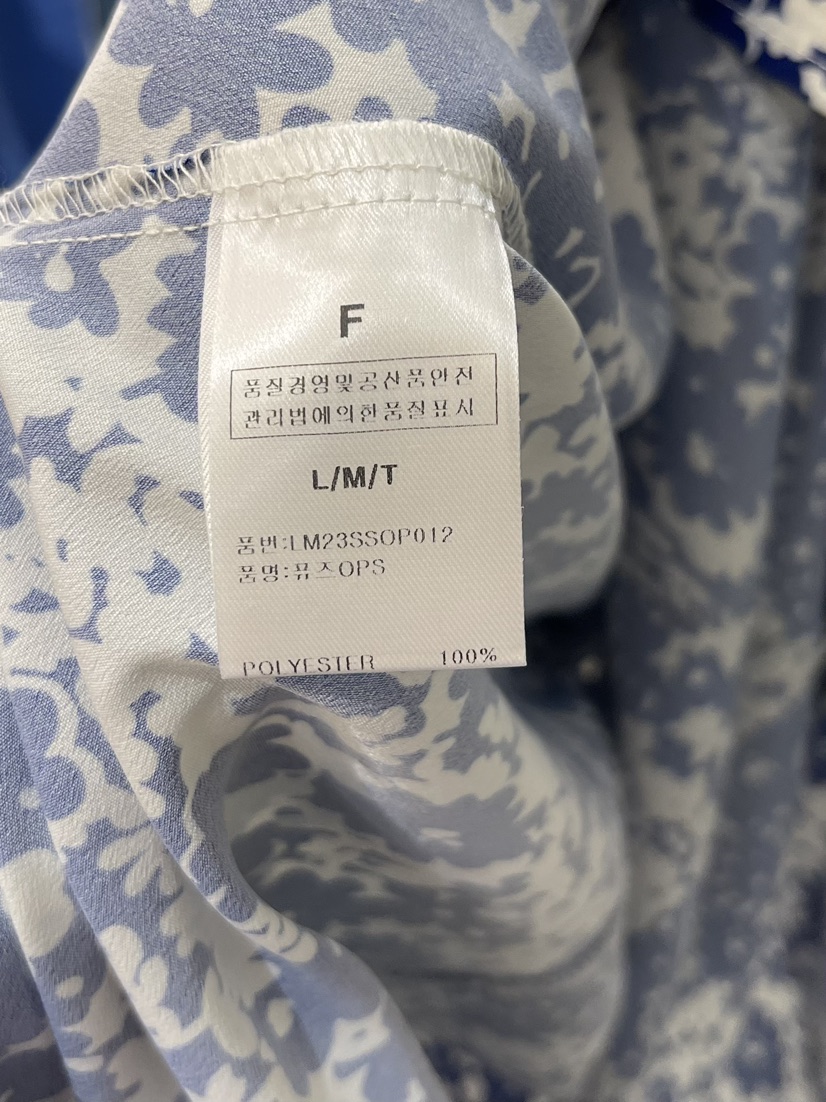 F
품질경영및공산품안전
관리법에의한품질표시
L/M/T
품번:LM23SSOP012
품명:퓨즈OPS
POLYESTER 100%